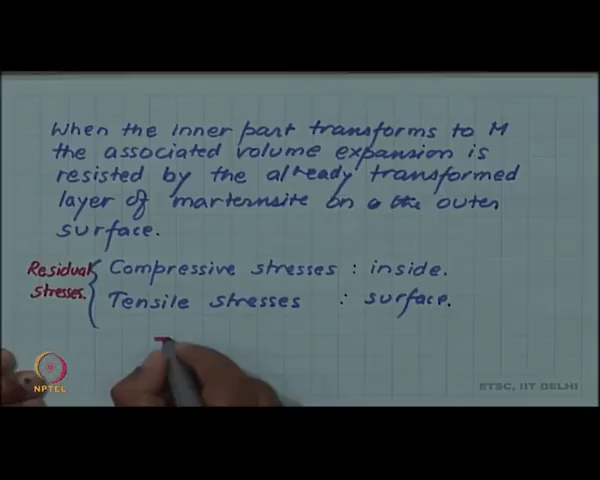 When the inner part transforms to M
the associated volume expansion is
resisted by the already transformed
layer of marternsite on the outer
surface.
Residual stresses. { Compressive stresses : inside.
Tensile stresses : surface.
NPTEL
ETSC, IIT DELHI